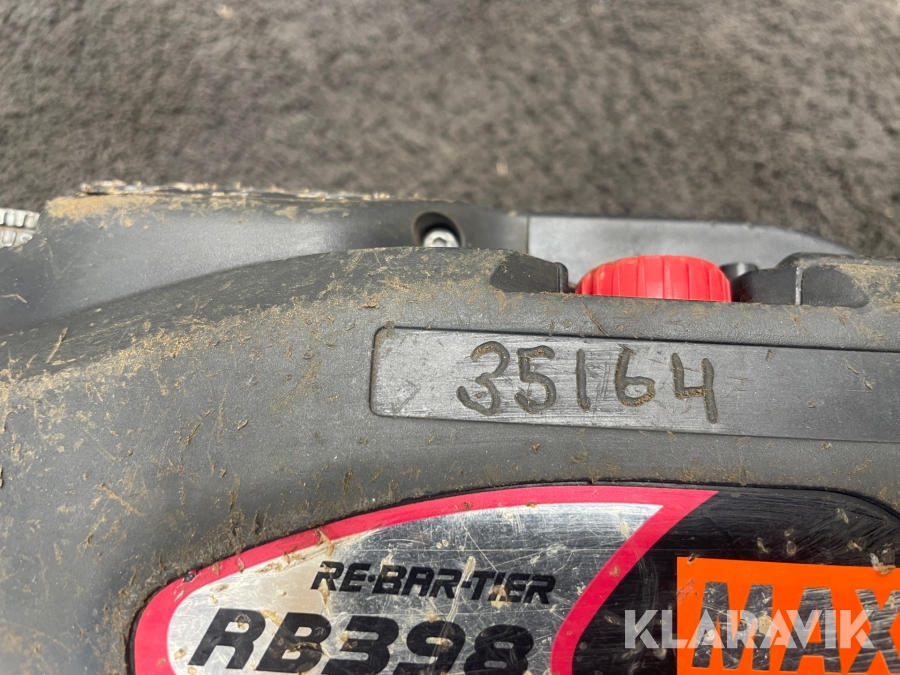 35164
RE-BAR-TIER
RB398
MAX
KLARAVIK